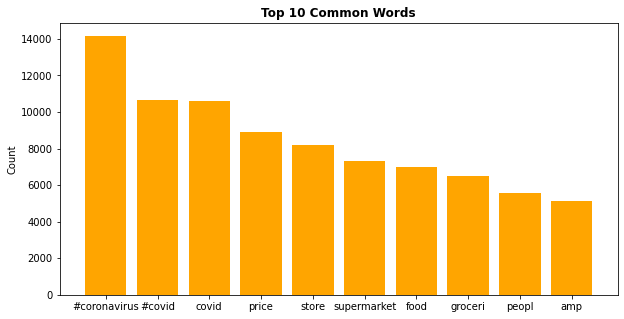 Top 10 Common Words
Count
14000
12000
10000
8000
6000
4000
2000
0
#coronavirus #covid covid price store supermarket food groceri peopl amp